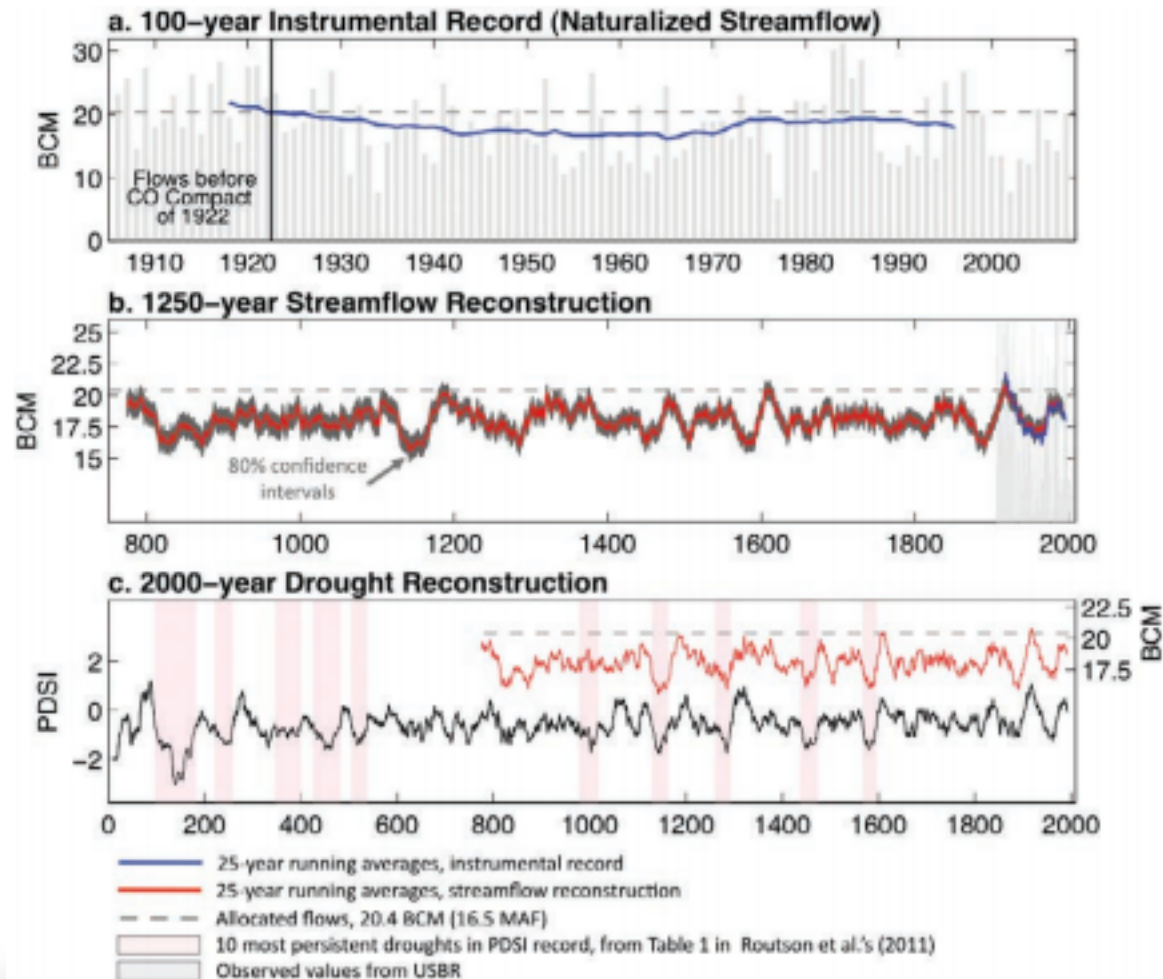 a. 100-year Instrumental Record (Naturalized Streamflow)
30
20
10
0
BCM
Flows before
CO Compact
of 1922
1910 1920 1930 1940 1950 1960 1970 1980 1990 2000
b. 1250-year Streamflow Reconstruction
25
22.5
20
17.5
15
BCM
80% confidence
intervals
800 1000 1200 1400 1600 1800 2000
c. 2000-year Drought Reconstruction
2
0
-2
PDSI
22.5
20
17.5
BCM
0 200 400 600 800 1000 1200 1400 1600 1800 2000
25-year running averages, instrumental record
25-year running averages, streamflow reconstruction
Allocated flows, 20.4 BCM (16.5 MAF)
10 most persistent droughts in PDSI record, from Table 1 in Routson et al.'s (2011)
Observed values from USBR